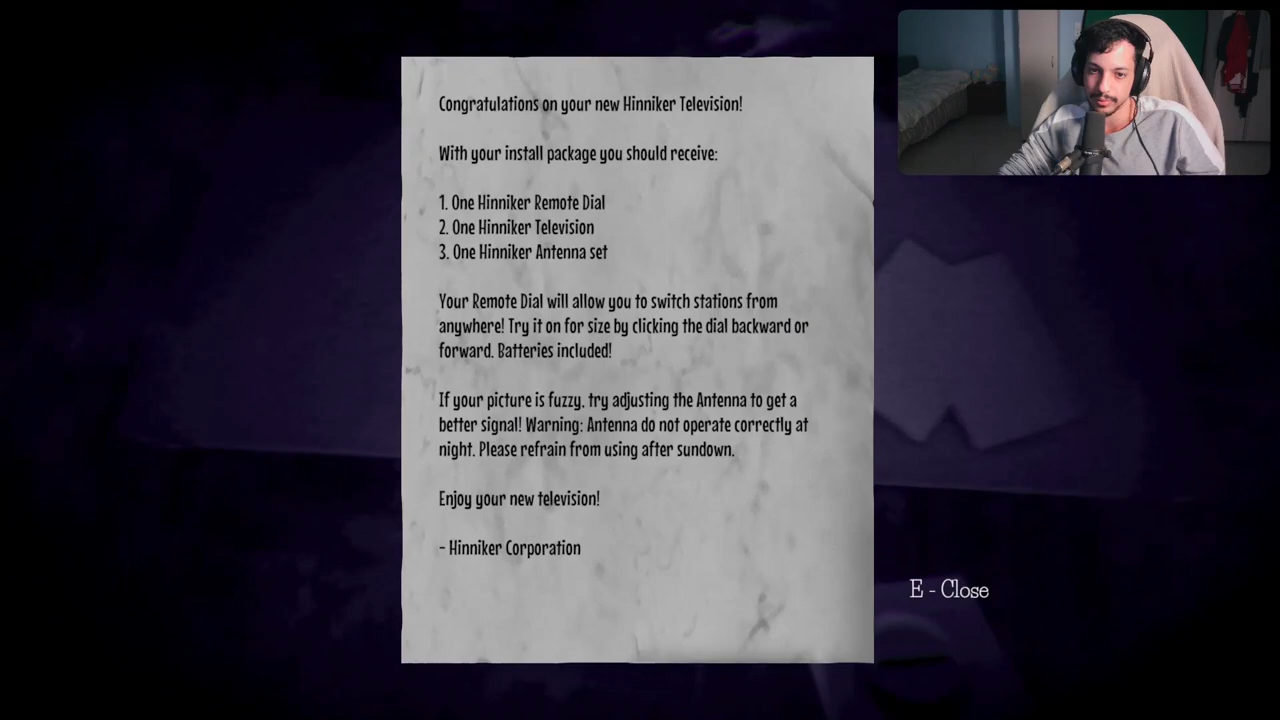 Congratulations on your new Hinniker Television!
With your install package you should receive:
1. One Hinniker Remote Dial
2. One Hinniker Television
3. One Hinniker Antenna set
Your Remote Dial will allow you to switch stations from
anywhere! Try it on for size by clicking the dial backward or
forward. Batteries included!
If your picture is fuzzy, try adjusting the Antenna to get a
better signal! Warning: Antenna do not operate correctly at
night. Please refrain from using after sundown.
Enjoy your new television!
- Hinniker Corporation
E - Close